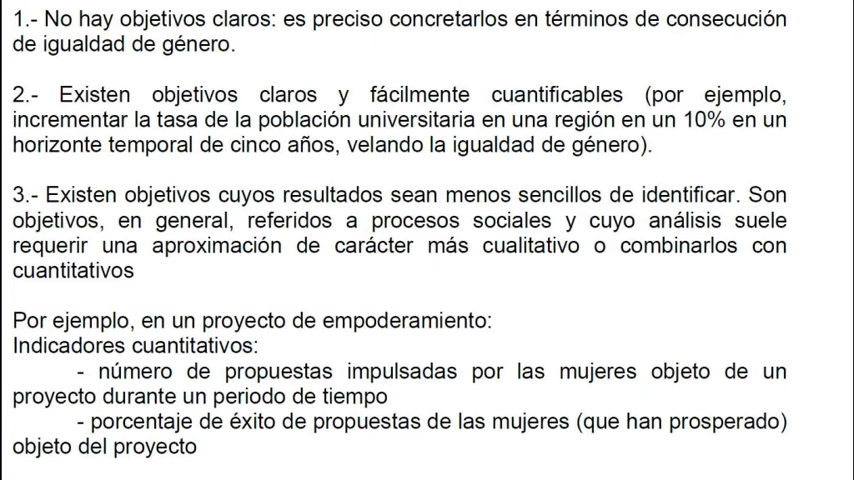 1.- No hay objetivos claros: es preciso concretarlos en términos de consecución
de igualdad de género.
2.- Existen objetivos claros y fácilmente cuantificables (por ejemplo,
incrementar la tasa de la población universitaria en una región en un 10% en un
horizonte temporal de cinco años, velando la igualdad de género).
3.- Existen objetivos cuyos resultados sean menos sencillos de identificar. Son
objetivos, en general, referidos a procesos sociales y cuyo análisis suele
requerir una aproximación de carácter más cualitativo o combinarlos con
cuantitativos
Por ejemplo, en un proyecto de empoderamiento:
Indicadores cuantitativos:
- número de propuestas impulsadas por las mujeres objeto de un
proyecto durante un periodo de tiempo
- porcentaje de éxito de propuestas de las mujeres (que han prosperado)
objeto del proyecto